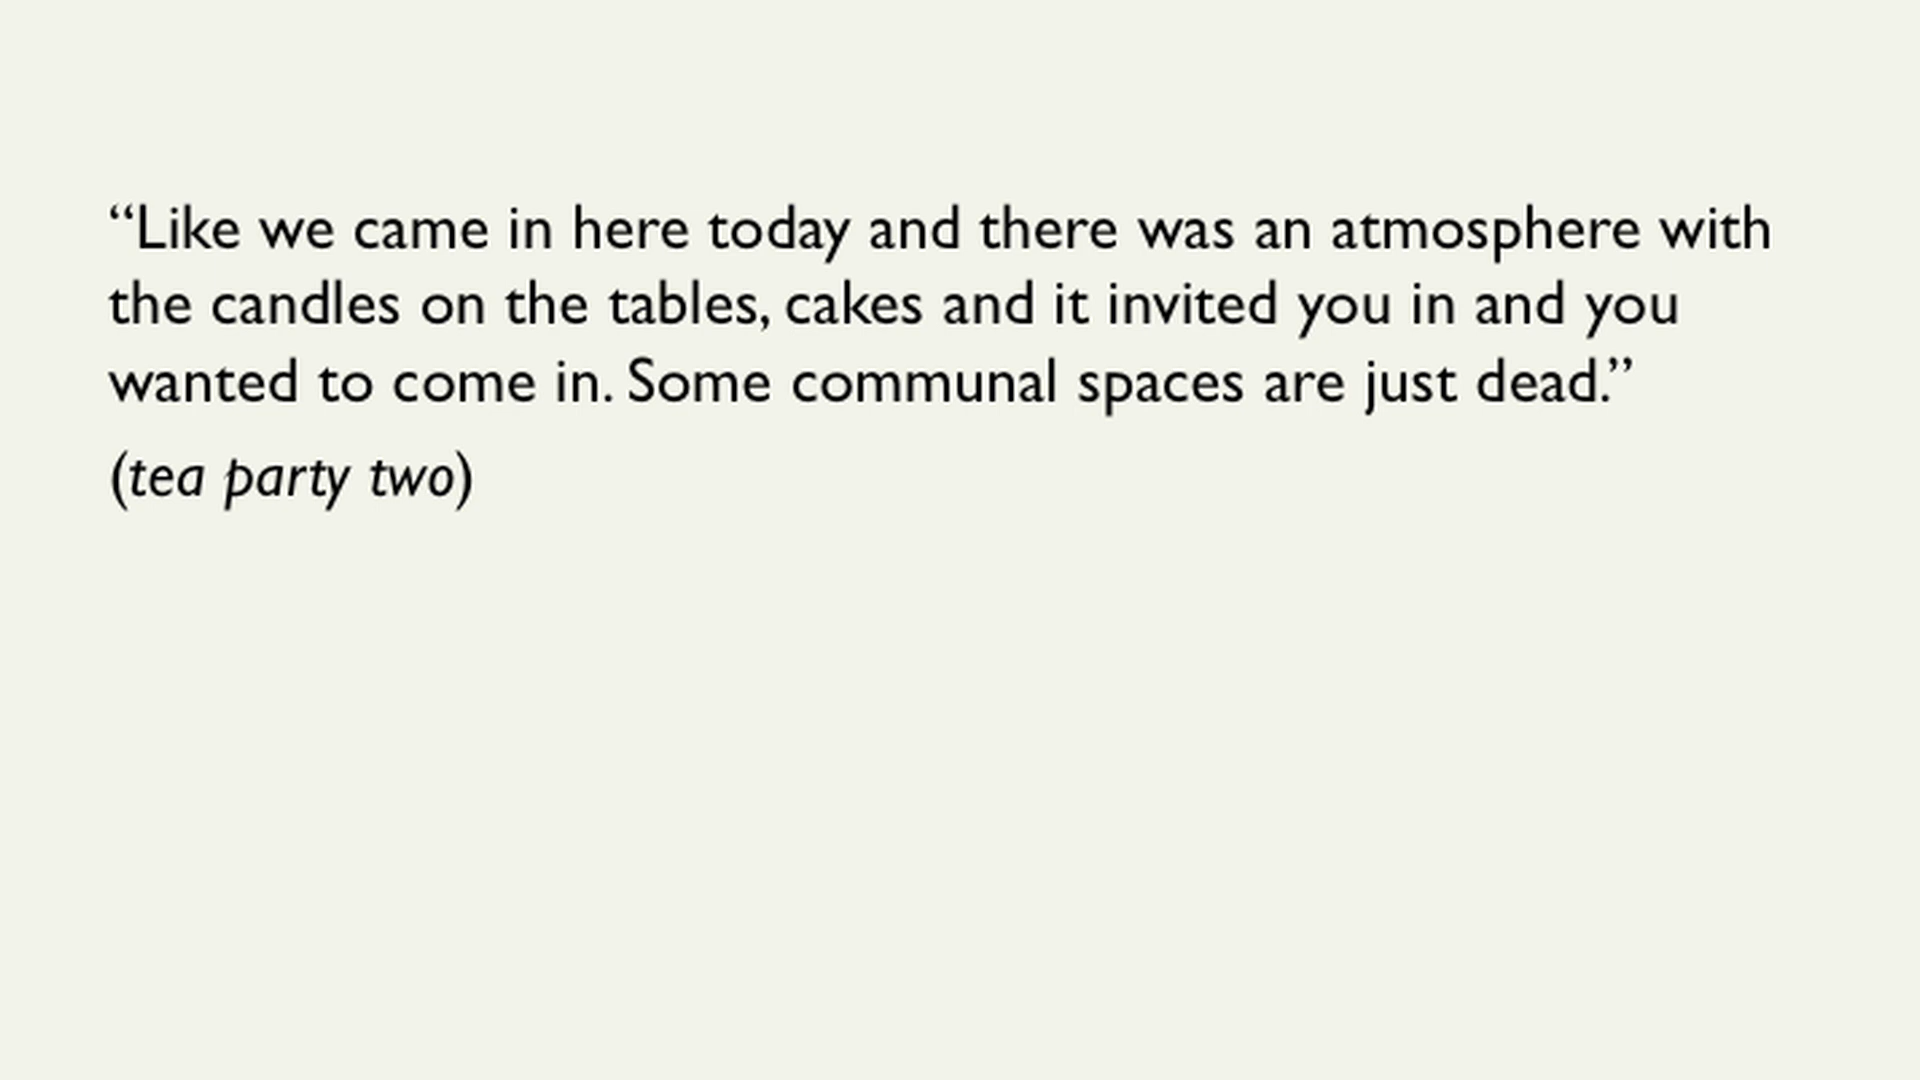 “Like we came in here today and there was an atmosphere with
the candles on the tables, cakes and it invited you in and you
wanted to come in. Some communal spaces are just dead.”
(tea party two)